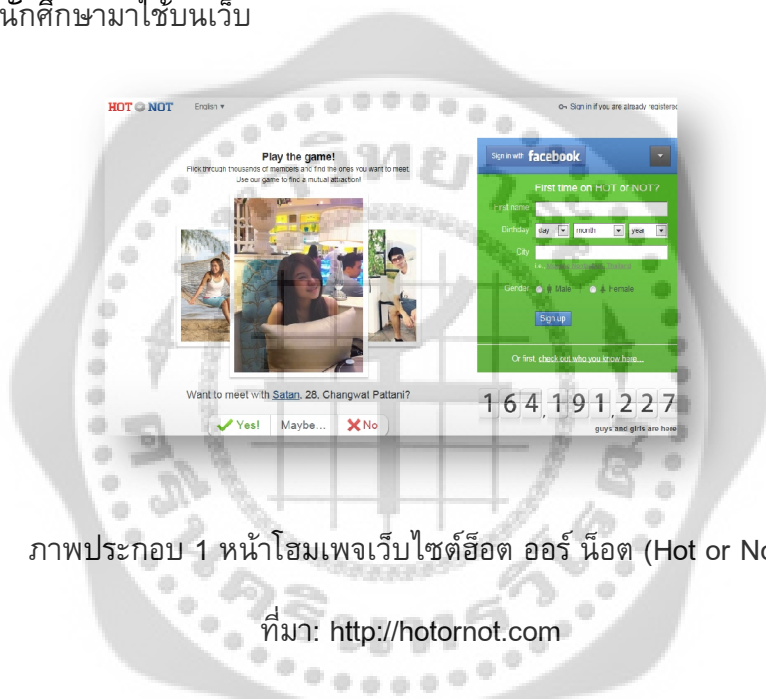 นักศึกษามาใช้บนเว็บ
HOT OR NOT English Sign in if you are already registered
Play the game!
Flick through thousands of members and find the ones you want to meet.
Use our game to find a mutual attraction!
Want to meet with Satan, 28, Changwat Pattani?
Yes! Maybe... No
Sign in with facebook
First time on HOT or NOT?
First name
Birthday day month year
City
Gender Male Female
Sign up
Or first, check out who you know here...
164,191,227
guys and girls are here
ภาพประกอบ 1 หน้าโฮมเพจเว็บไซต์ฮ็อต ออร์ น็อต (Hot or No
ที่มา: http://hotornot.com